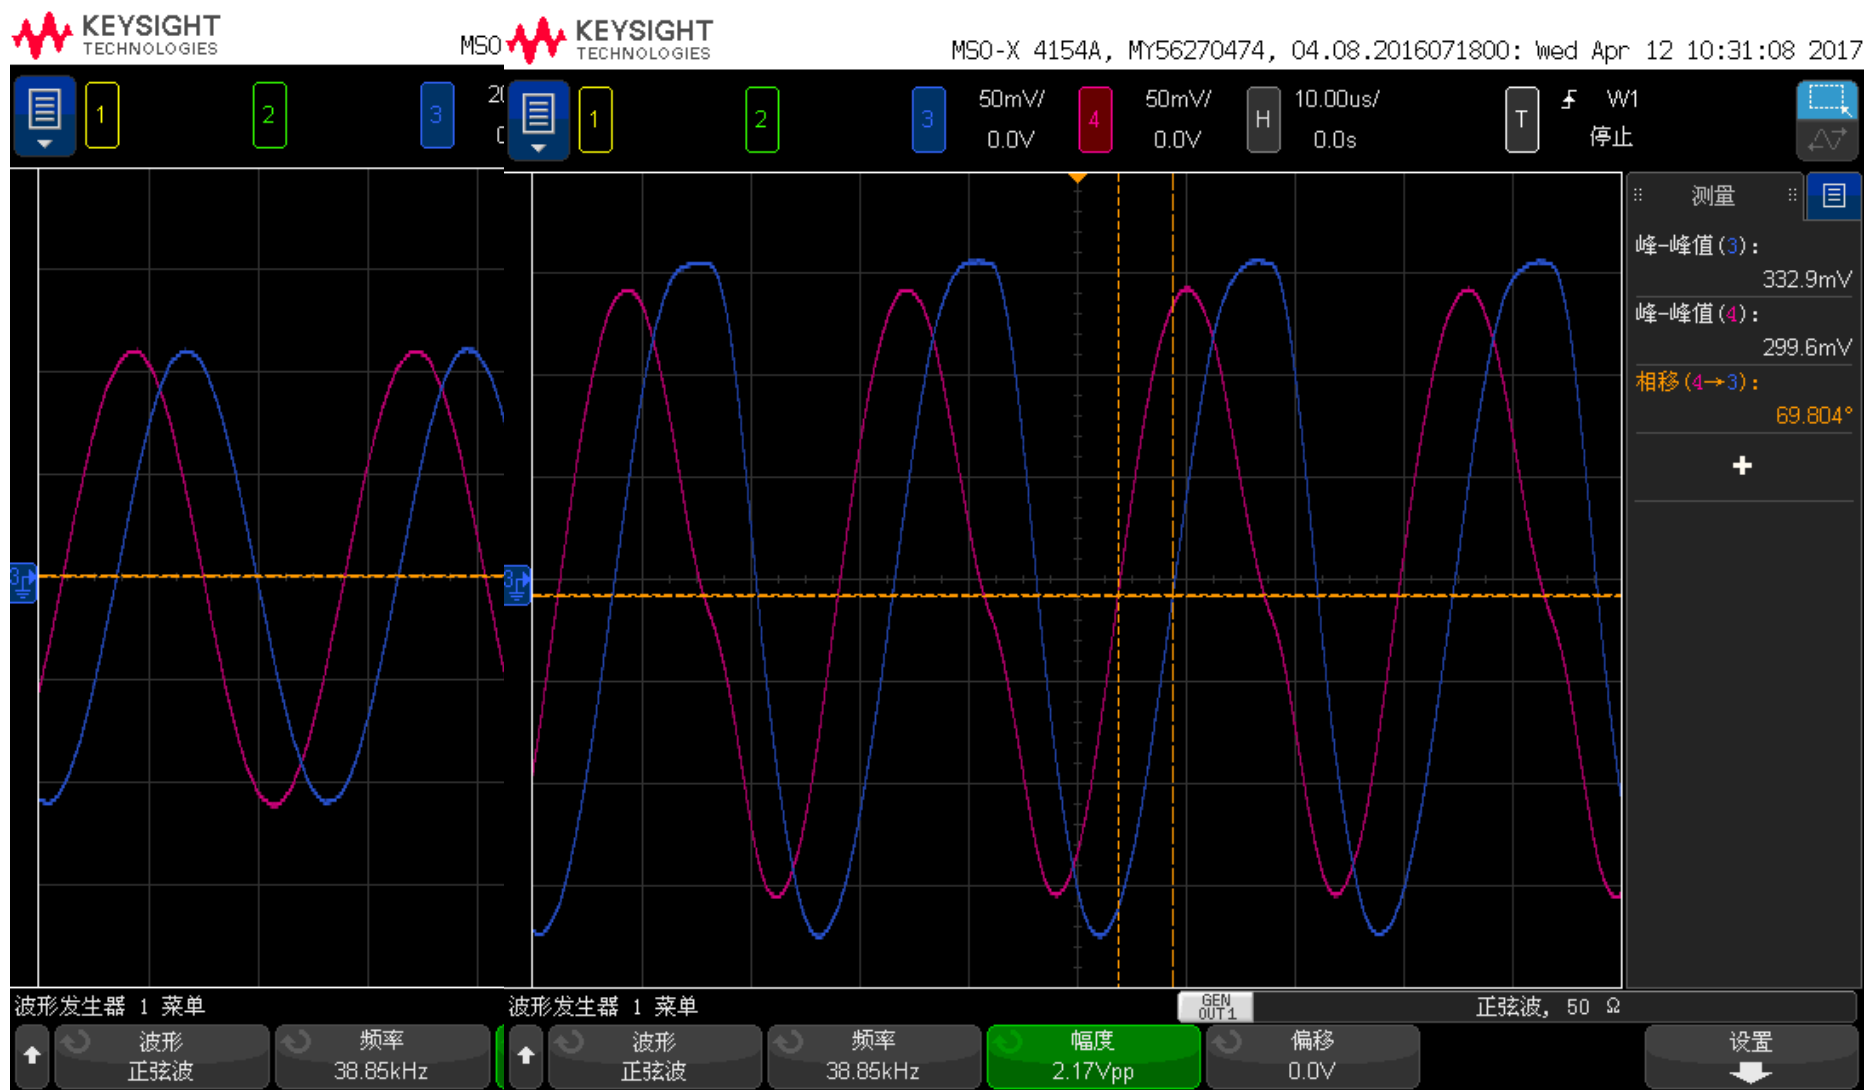 KEYSIGHT
TECHNOLOGIES
MSO
1
2
3
3
波形发生器 1 菜单
波形
正弦波
频率
38.85kHz
KEYSIGHT
TECHNOLOGIES
MSO-X 4154A, MY56270474, 04.08.2016071800: Wed Apr 12 10:31:08 2017
1
2
3 50mV/ 0.0V
4 50mV/ 0.0V
H 10.00us/ 0.0s
T W1
停止
测量
峰-峰值(3):
332.9mV
峰-峰值(4):
299.6mV
相移(4→3):
69.804°
+
3
波形发生器 1 菜单
GEN
OUT1
正弦波, 50 Ω
波形
正弦波
频率
38.85kHz
幅度
2.17Vpp
偏移
0.0V
设置